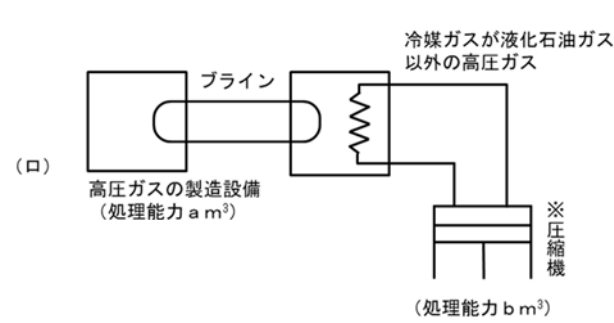 冷媒ガスが液化石油ガス
以外の高圧ガス
ブライン
(ロ)
高圧ガスの製造設備
(処理能力a m³)
※圧縮機
(処理能力b m³)